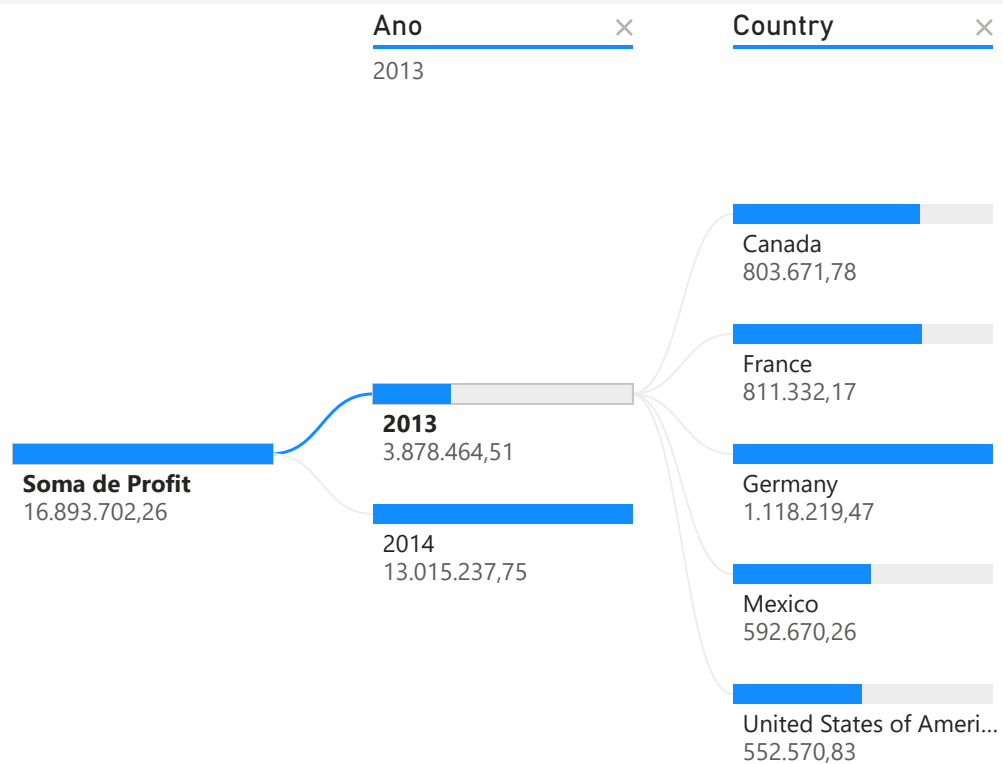 Ano
Country
2013
Canada
803.671,78
France
811.332,17
2013
3.878.464,51
Soma de Profit
16.893.702,26
Germany
1.118.219,47
2014
13.015.237,75
Mexico
592.670,26
United States of Ameri...
552.570,83